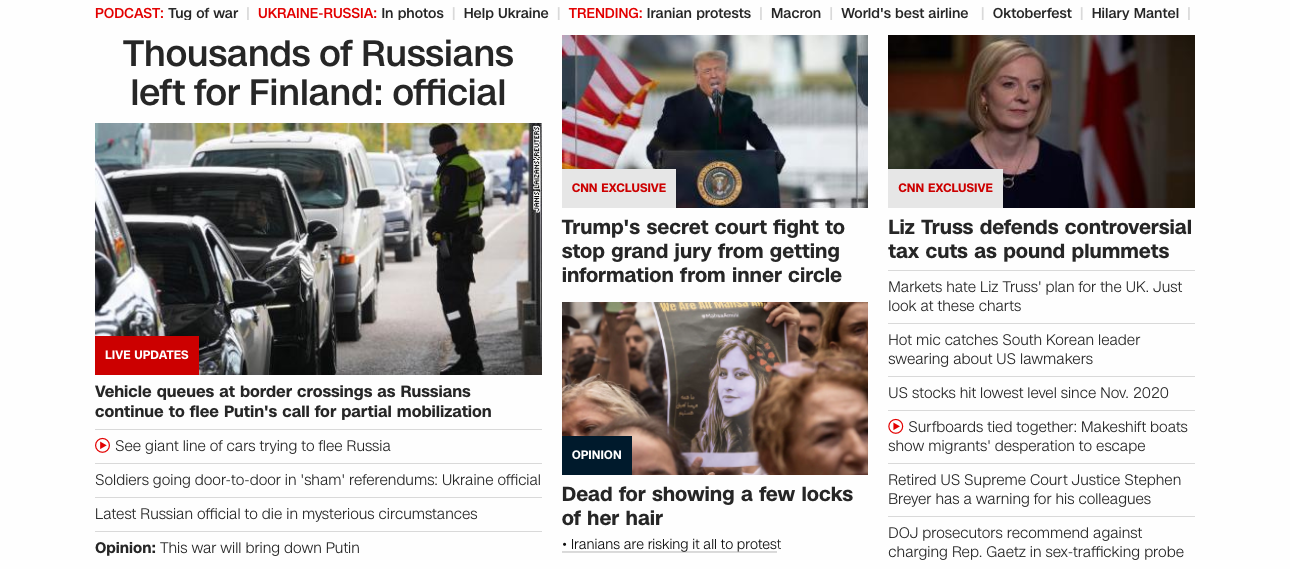 PODCAST: Tug of war | UKRAINE-RUSSIA: In photos | Help Ukraine | TRENDING: Iranian protests | Macron | World's best airline | Oktoberfest | Hilary Mantel |
Thousands of Russians
left for Finland: official
JANIS LAIZANS/REUTERS
LIVE UPDATES
Vehicle queues at border crossings as Russians
continue to flee Putin's call for partial mobilization
See giant line of cars trying to flee Russia
Soldiers going door-to-door in 'sham' referendums: Ukraine official
Latest Russian official to die in mysterious circumstances
Opinion: This war will bring down Putin
CNN EXCLUSIVE
Trump's secret court fight to
stop grand jury from getting
information from inner circle
We Are All Mahsa
OPINION
Dead for showing a few locks
of her hair
• Iranians are risking it all to protest
CNN EXCLUSIVE
Liz Truss defends controversial
tax cuts as pound plummets
Markets hate Liz Truss' plan for the UK. Just
look at these charts
Hot mic catches South Korean leader
swearing about US lawmakers
US stocks hit lowest level since Nov. 2020
Surfboards tied together: Makeshift boats
show migrants' desperation to escape
Retired US Supreme Court Justice Stephen
Breyer has a warning for his colleagues
DOJ prosecutors recommend against
charging Rep. Gaetz in sex-trafficking probe